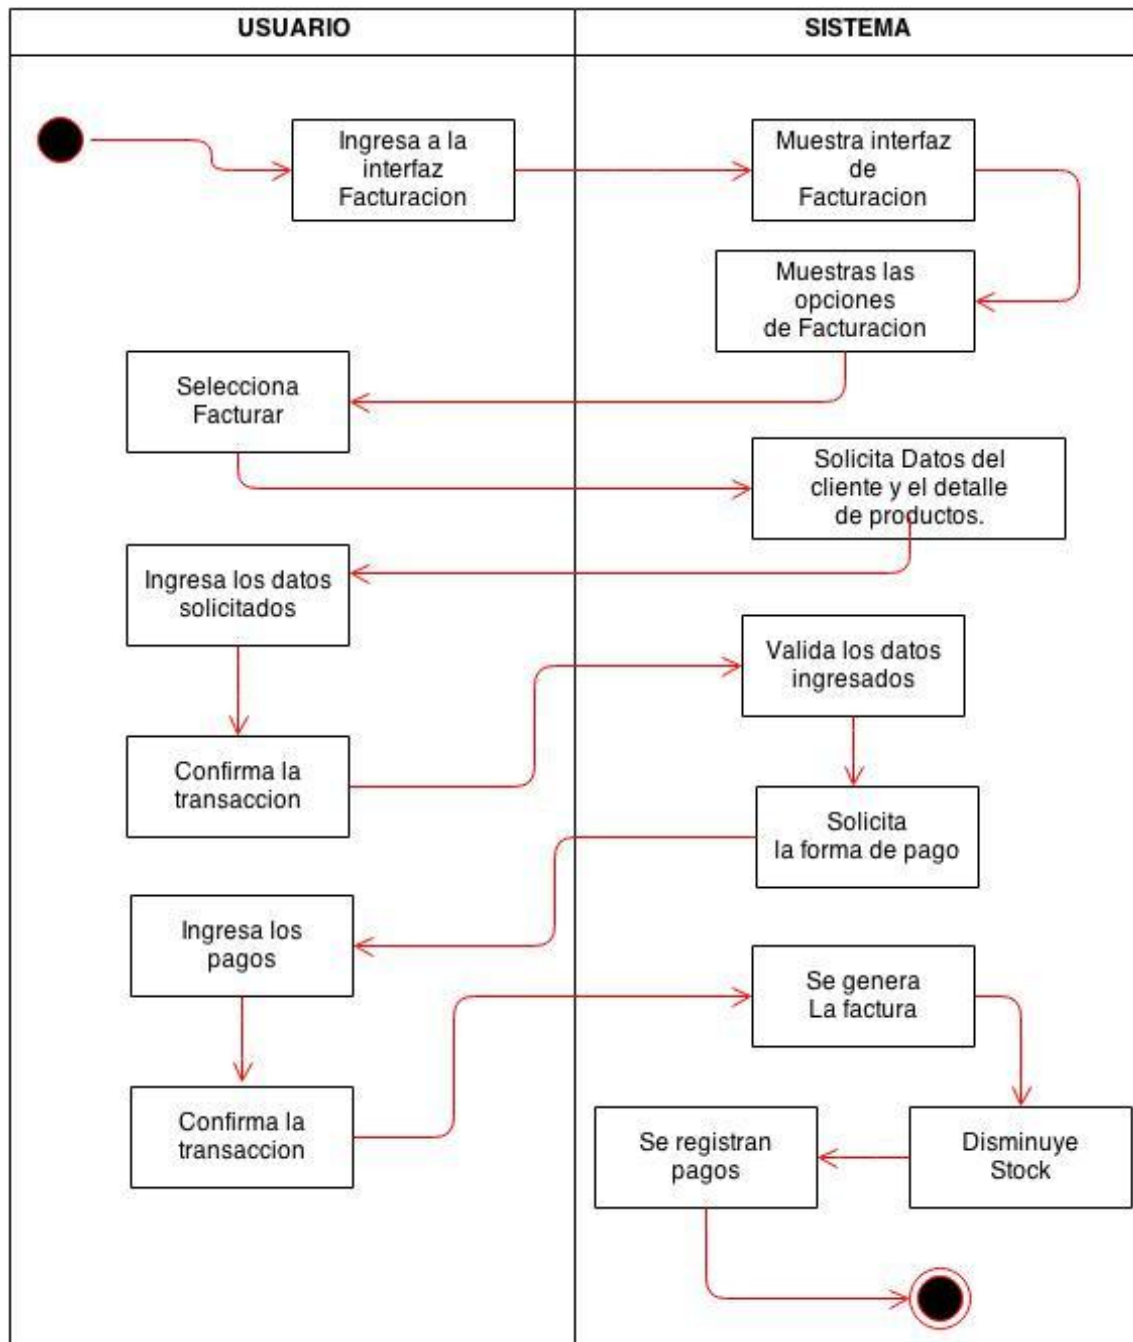 USUARIO
SISTEMA
Ingresa a la
interfaz
Facturacion
Muestra interfaz
de
Facturacion
Muestras las
opciones
de Facturacion
Selecciona
Facturar
Solicita Datos del
cliente y el detalle
de productos.
Ingresa los datos
solicitados
Confirma la
transaccion
Valida los datos
ingresados
Solicita
la forma de pago
Ingresa los
pagos
Confirma la
transaccion
Se genera
La factura
Disminuye
Stock
Se registran
pagos